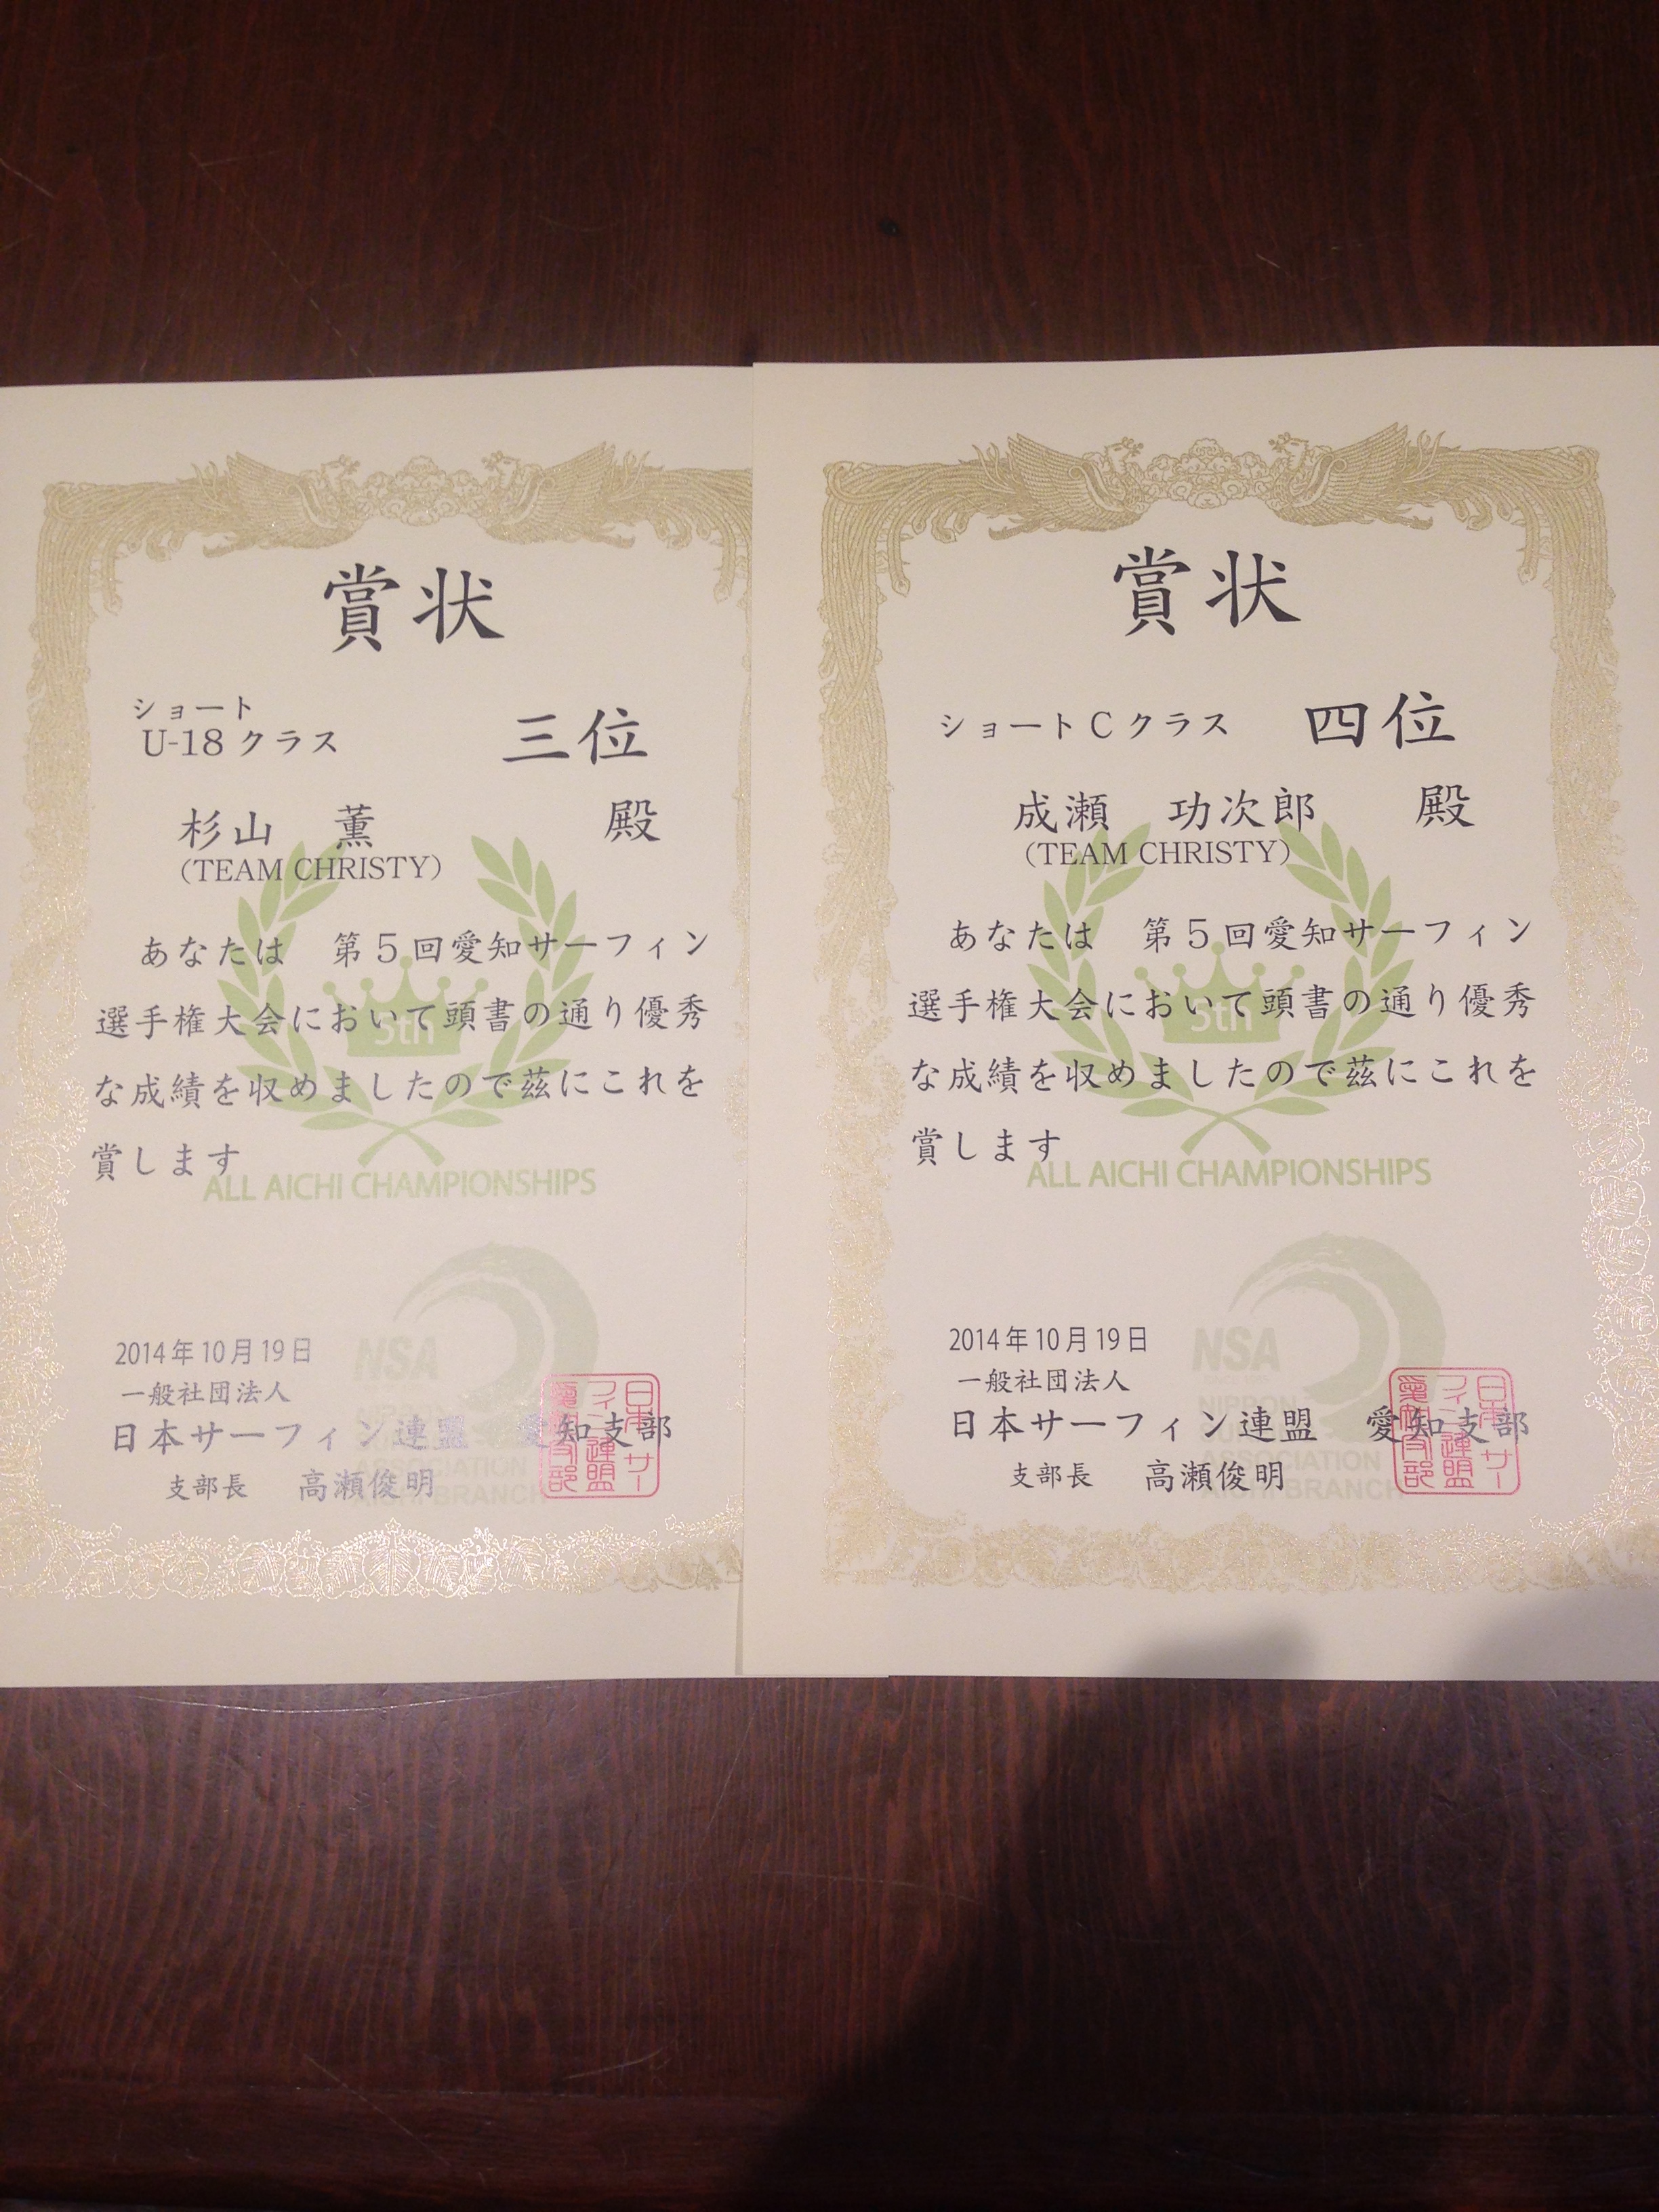 賞状
ショート
U-18 クラス 三位
杉山 薫 殿
(TEAM CHRISTY)
あなたは 第5回愛知サーフィン
選手権大会において頭書の通り優秀
な成績を収めましたので茲にこれを
賞します
5th
ALL AICHI CHAMPIONSHIPS
2014年10月19日
一般社団法人
日本サーフィン連盟 愛知支部
支部長 高瀬俊明
NSA
ASSOCIATION
BRANCH
賞状
ショートCクラス 四位
成瀬 功次郎 殿
(TEAM CHRISTY)
あなたは 第5回愛知サーフィン
選手権大会において頭書の通り優秀
な成績を収めましたので茲にこれを
賞します
5th
ALL AICHI CHAMPIONSHIPS
2014年10月19日
一般社団法人
日本サーフィン連盟 愛知支部
支部長 高瀬俊明
NSA
NIPPON
ASSOCIATION
AICHI BRANCH